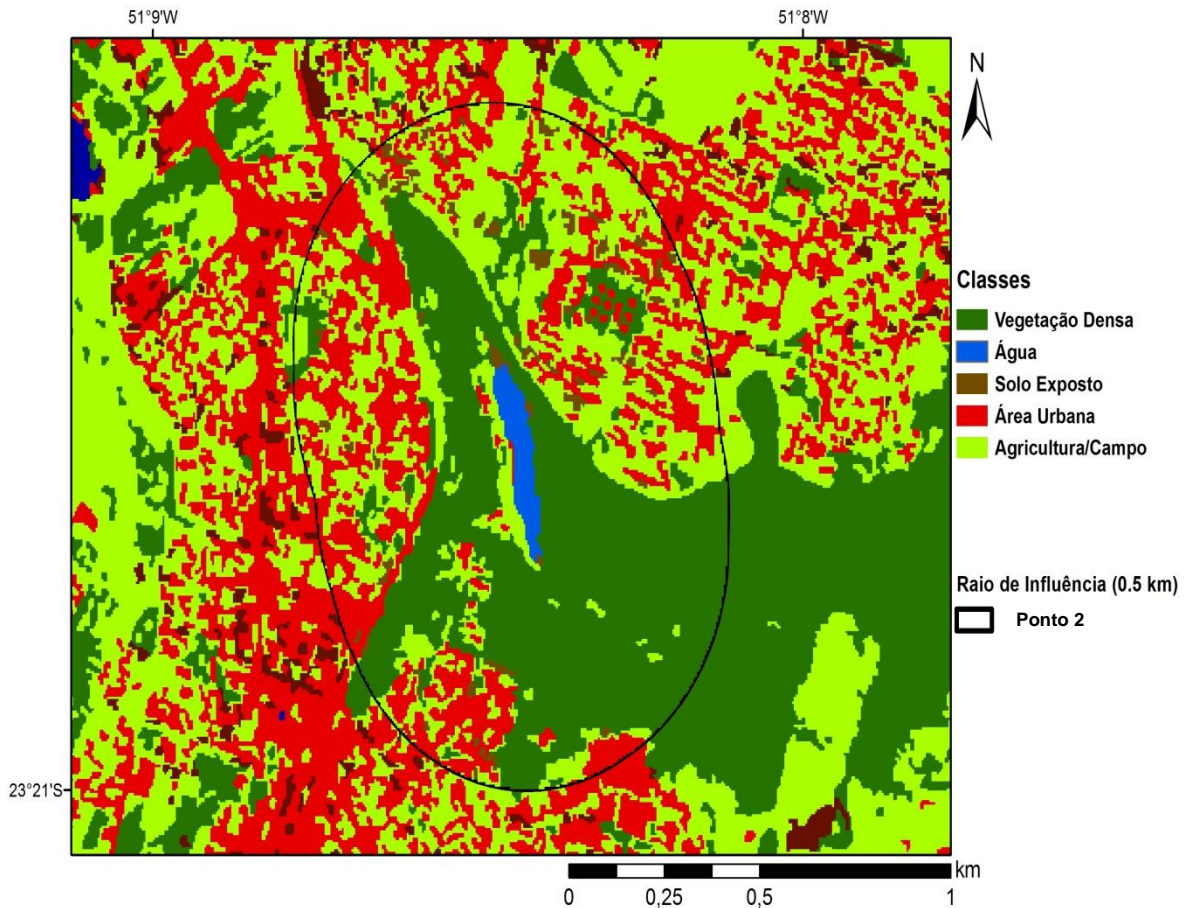 51°9'W
51°8'W
N
Classes
Vegetação Densa
Água
Solo Exposto
Área Urbana
Agricultura/Campo
Raio de Influência (0.5 km)
Ponto 2
23°21'S
km
0 0,25 0,5 1